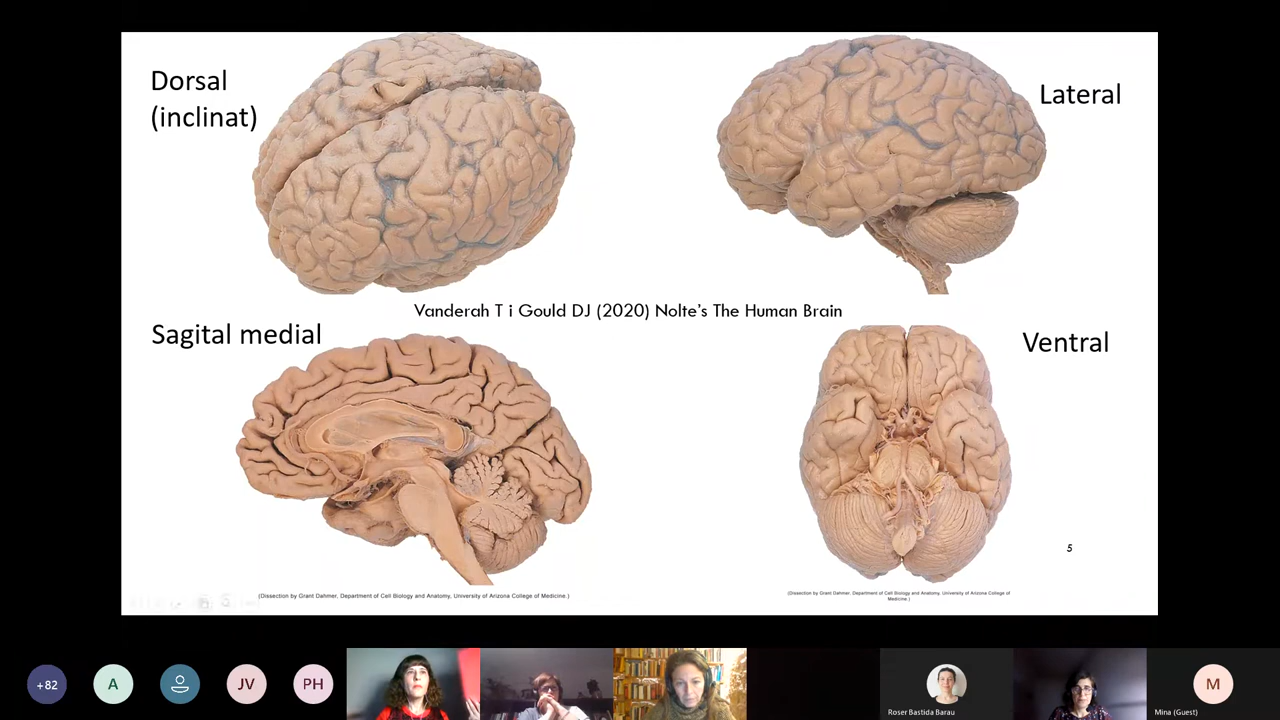 Dorsal
(inclinat)
Lateral
Vanderah T i Gould DJ (2020) Nolte's The Human Brain
Sagital medial
Ventral
5
(Dissection by Grant Dahmer, Department of Cell Biology and Anatomy, University of Arizona College of Medicine.)
(Dissection by Grant Dahmer, Department of Cell Biology and Anatomy, University of Arizona College of
Medicine.)
+82
A
JV
PH
Roser Bastida Barau
M
Mina (Guest)